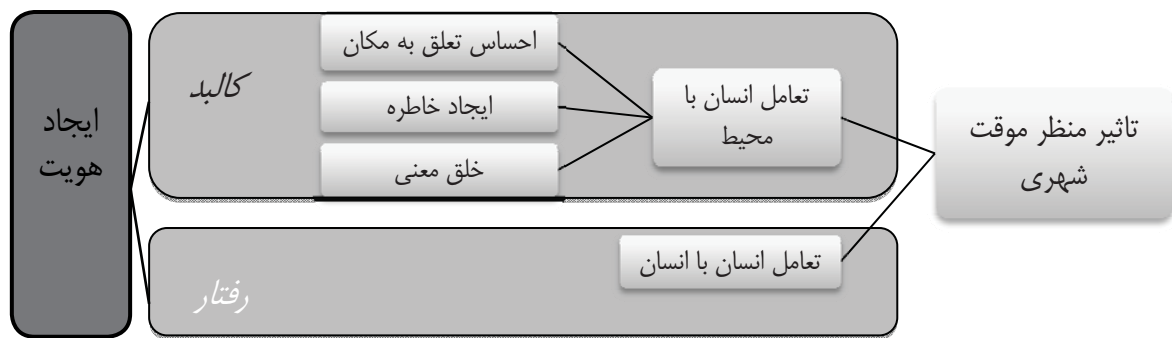 تاثیر منظر موقت
شهری
تعامل انسان با
محیط
احساس تعلق به مکان
ایجاد خاطره
خلق معنی
کالبد
تعامل انسان با انسان
رفتار
ایجاد
هویت